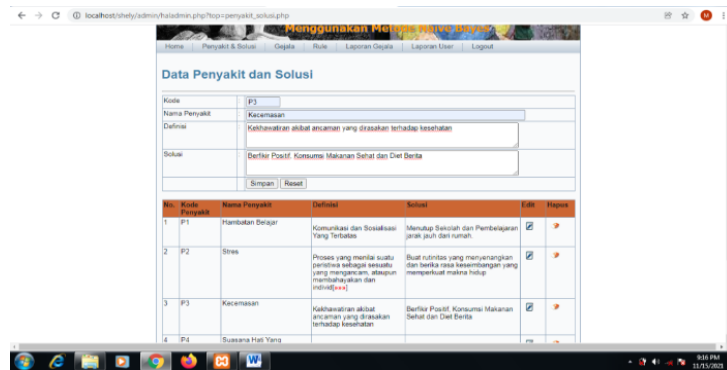 localhost/shely/admin/haladmin.php?top=penyakit_solusi.php
Menggunakan Metode Naive Bayes
Home Penyakit & Solusi Gejala Rule Laporan Gejala Laporan User Logout
Data Penyakit dan Solusi
Kode : P3
Nama Penyakit : Kecemasan
Definisi : Kekhawatiran akibat ancaman yang dirasakan terhadap kesehatan
Solusi : Berfikir Positif, Konsumsi Makanan Sehat dan Diet Berita
Simpan Reset
No. Kode Penyakit Nama Penyakit Definisi Solusi Edit Hapus
1 P1 Hambatan Belajar
Komunikasi dan Sosialisasi Menutup Sekolah dan Pembelajaran
Yang Terbatas jarak jauh dari rumah.
2 P2 Stres
Proses yang menilai suatu Buat rutinitas yang menyenangkan
peristiwa sebagai sesuatu dan berika rasa keseimbangan yang
yang mengancam, ataupun memperkuat makna hidup
membahayakan dan
individ[»»»]
3 P3 Kecemasan
Kekhawatiran akibat Berfikir Positif, Konsumsi Makanan
ancaman yang dirasakan Sehat dan Diet Berita
terhadap kesehatan
4 P4 Suasana Hati Yang
9:16 PM
11/15/2021